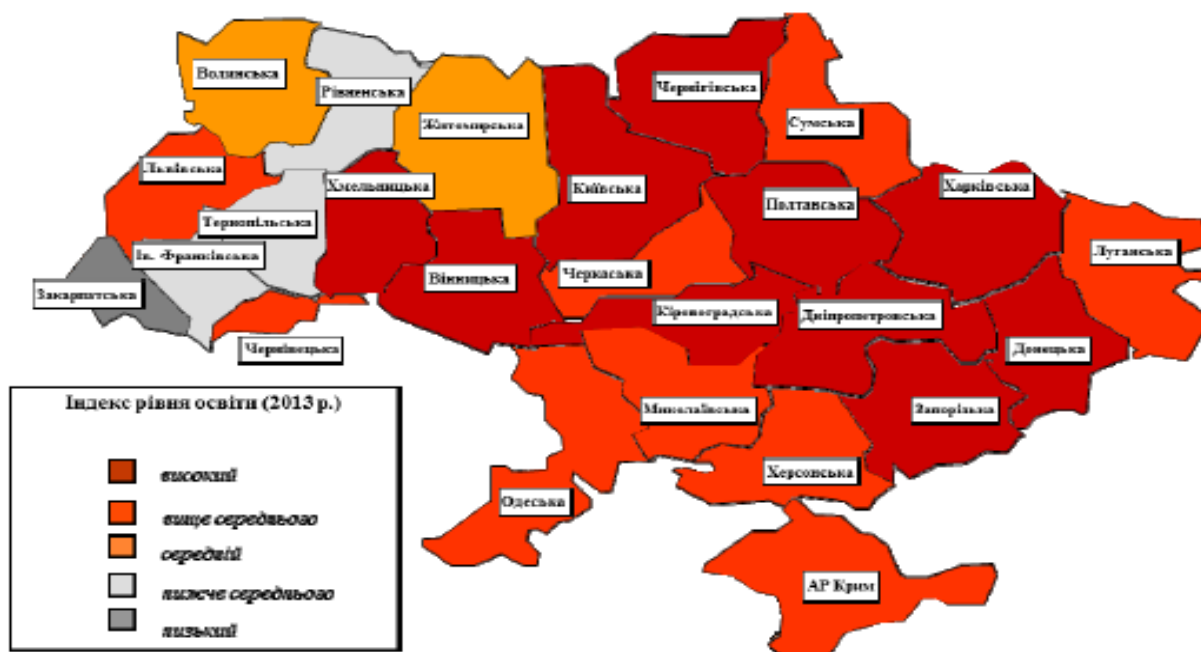 Волинська
Рівненська
Житомирська
Чернігівська
Сумська
Львівська
Хмельницька
Київська
Полтавська
Харківська
Тернопільська
Ів. Франківська
Закарпатська
Вінницька
Черкаська
Луганська
Чернівецька
Кіровоградська
Дніпропетровська
Донецька
Миколаївська
Запорізька
Одеська
Херсонська
АР Крим
Індекс рівня освіти (2013 р.)
високий
вище середнього
середній
нижче середнього
низький